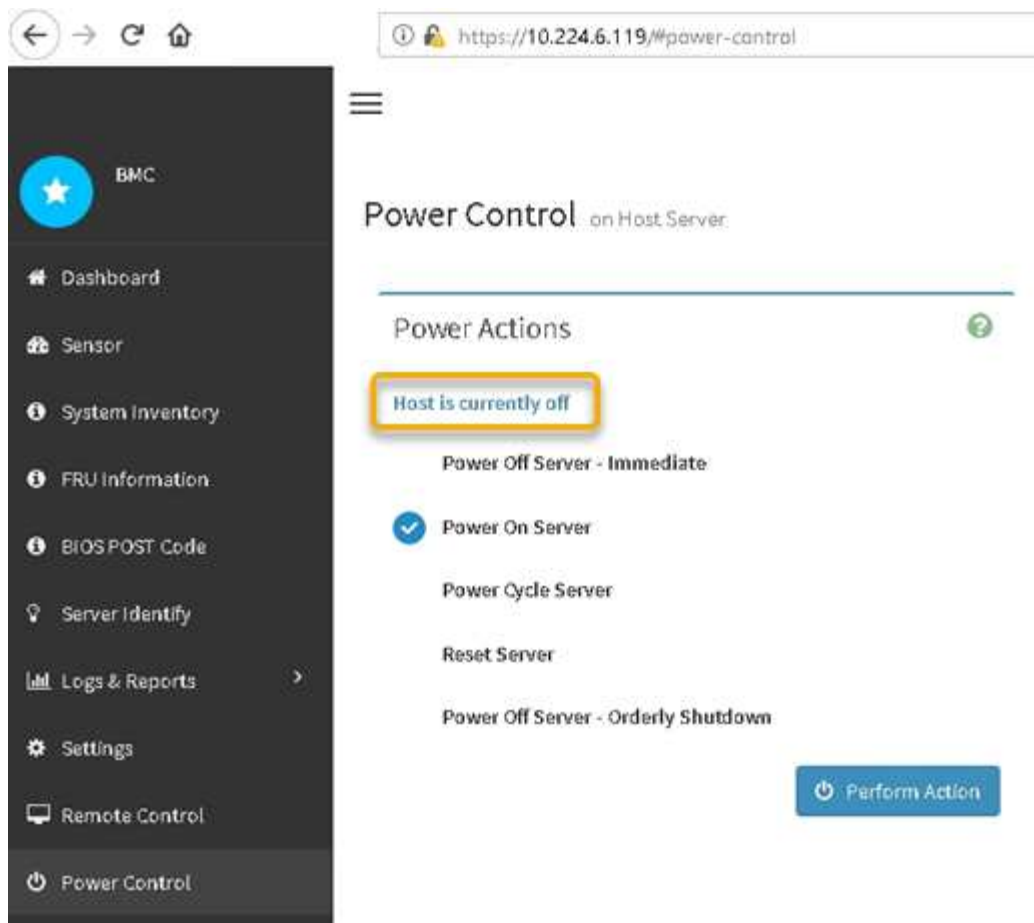 https://10.224.6.119/#power-control
BMC
Power Control on Host Server
Dashboard
Power Actions
Sensor
Host is currently off
System Inventory
Power Off Server - Immediate
FRU Information
Power On Server
BIOS POST Code
Power Cycle Server
Server Identify
Reset Server
Logs & Reports
Power Off Server - Orderly Shutdown
Settings
Perform Action
Remote Control
Power Control